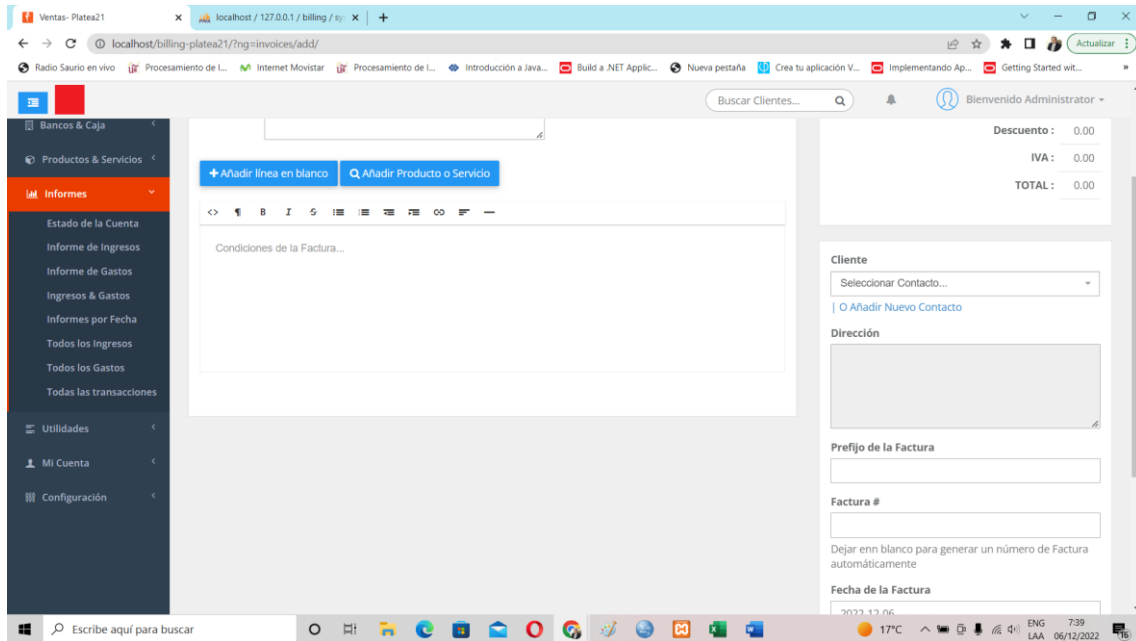 Ventas- Platea21
localhost / 127.0.0.1 / billing / sy
localhost/billing-platea21/?ng=invoices/add/
Actualizar
Radio Saurio en vivo
Procesamiento de I...
Internet Movistar
Procesamiento de I...
Introducción a Java...
Build a .NET Applic...
Nueva pestaña
Crea tu aplicación V...
Implementando Ap...
Getting Started wit...
»
Buscar Clientes...
Bienvenido Administrator
Bancos & Caja
Productos & Servicios
Informes
Estado de la Cuenta
Informe de Ingresos
Informe de Gastos
Ingresos & Gastos
Informes por Fecha
Todos los Ingresos
Todos los Gastos
Todas las transacciones
Utilidades
Mi Cuenta
Configuración
Añadir línea en blanco
Añadir Producto o Servicio
<> ¶ B I S
Condiciones de la Factura...
Descuento : 0.00
IVA : 0.00
TOTAL : 0.00
Cliente
Seleccionar Contacto...
| O Añadir Nuevo Contacto
Dirección
Prefijo de la Factura
Factura #
Dejar enn blanco para generar un número de Factura
automáticamente
Fecha de la Factura
2022-12-06
Escribe aquí para buscar
17°C
ENG
LAA
7:39
06/12/2022
16